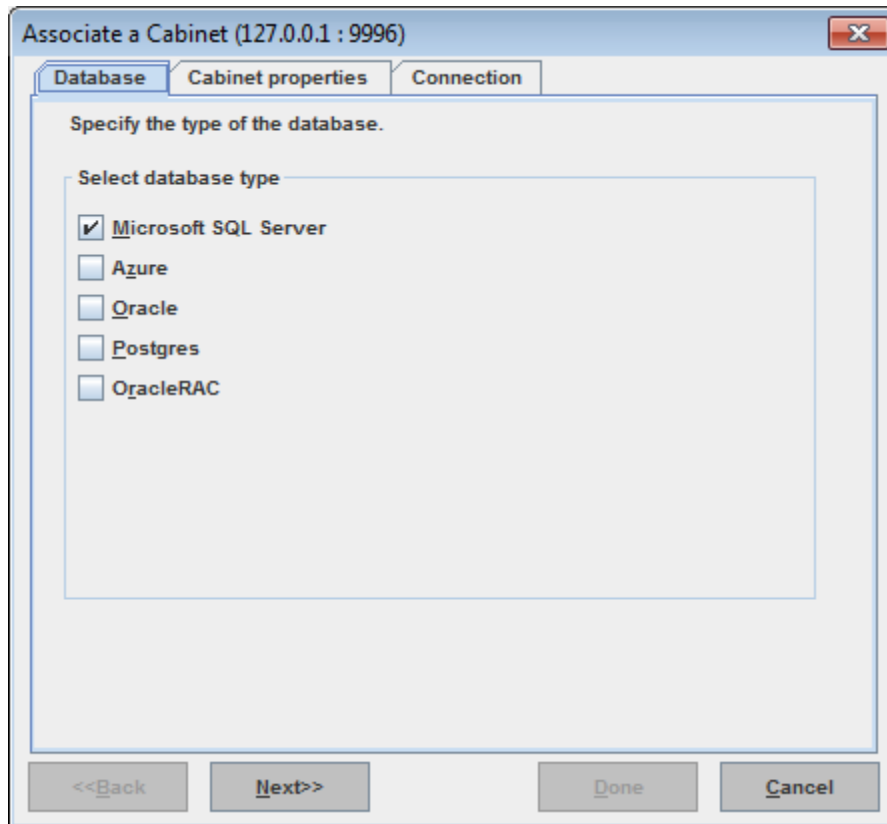 Associate a Cabinet (127.0.0.1 : 9996)
Database Cabinet properties Connection
Specify the type of the database.
Select database type
Microsoft SQL Server
Azure
Oracle
Postgres
OracleRAC
<<Back Next>> Done Cancel